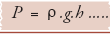 P = ρ.g.h .....